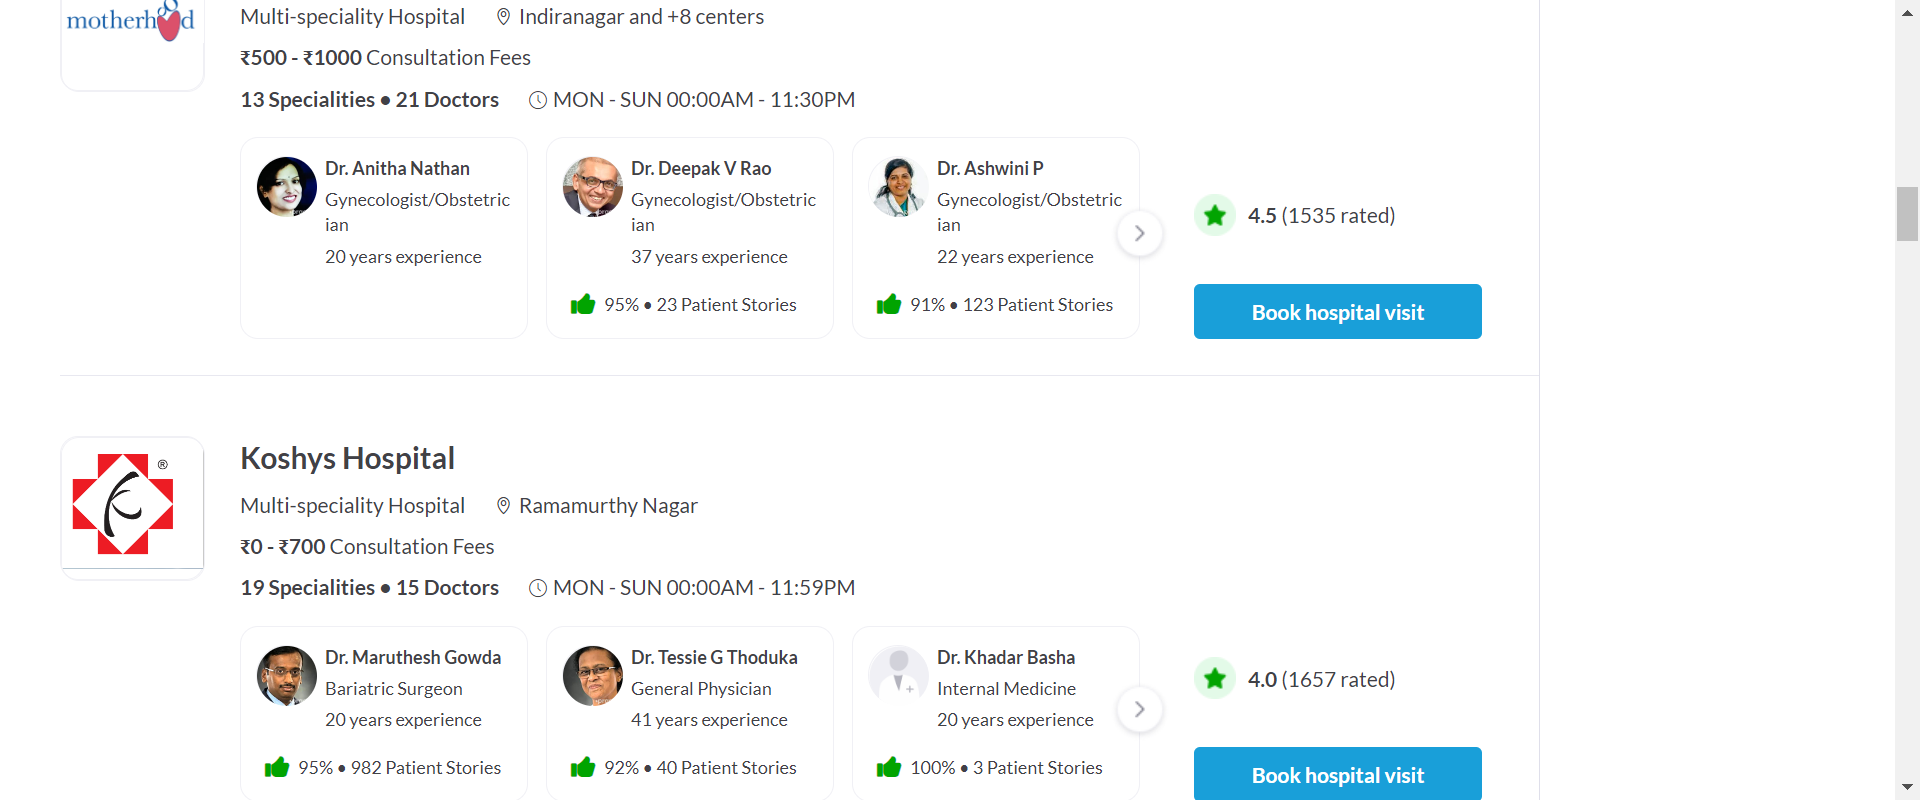 motherhood
Multi-speciality Hospital Indiranagar and +8 centers
₹500 - ₹1000 Consultation Fees
13 Specialities • 21 Doctors MON - SUN 00:00AM - 11:30PM
Dr. Anitha Nathan
Gynecologist/Obstetric
ian
20 years experience
Dr. Deepak V Rao
Gynecologist/Obstetric
ian
37 years experience
95% • 23 Patient Stories
Dr. Ashwini P
Gynecologist/Obstetric
ian
22 years experience
91% • 123 Patient Stories
4.5 (1535 rated)
Book hospital visit
®
Koshys Hospital
Multi-speciality Hospital Ramamurthy Nagar
₹0 - ₹700 Consultation Fees
19 Specialities • 15 Doctors MON - SUN 00:00AM - 11:59PM
Dr. Maruthesh Gowda
Bariatric Surgeon
20 years experience
95% • 982 Patient Stories
Dr. Tessie G Thoduka
General Physician
41 years experience
92% • 40 Patient Stories
Dr. Khadar Basha
Internal Medicine
20 years experience
100% • 3 Patient Stories
4.0 (1657 rated)
Book hospital visit